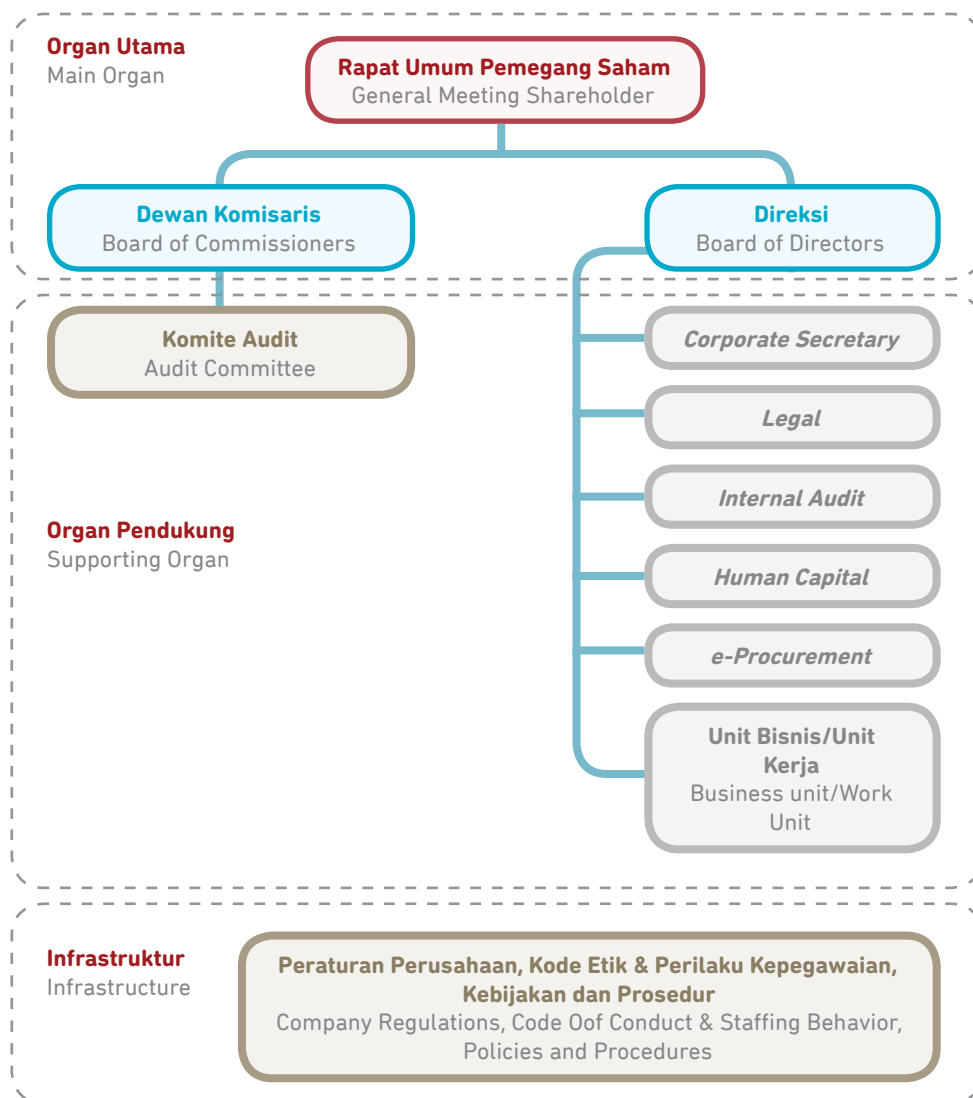 Organ Utama
Main Organ
Rapat Umum Pemegang Saham
General Meeting Shareholder
Dewan Komisaris
Board of Commissioners
Direksi
Board of Directors
Komite Audit
Audit Committee
Corporate Secretary
Legal
Internal Audit
Organ Pendukung
Supporting Organ
Human Capital
e-Procurement
Unit Bisnis/Unit
Kerja
Business unit/Work
Unit
Infrastruktur
Infrastructure
Peraturan Perusahaan, Kode Etik & Perilaku Kepegawaian,
Kebijakan dan Prosedur
Company Regulations, Code Oof Conduct & Staffing Behavior,
Policies and Procedures